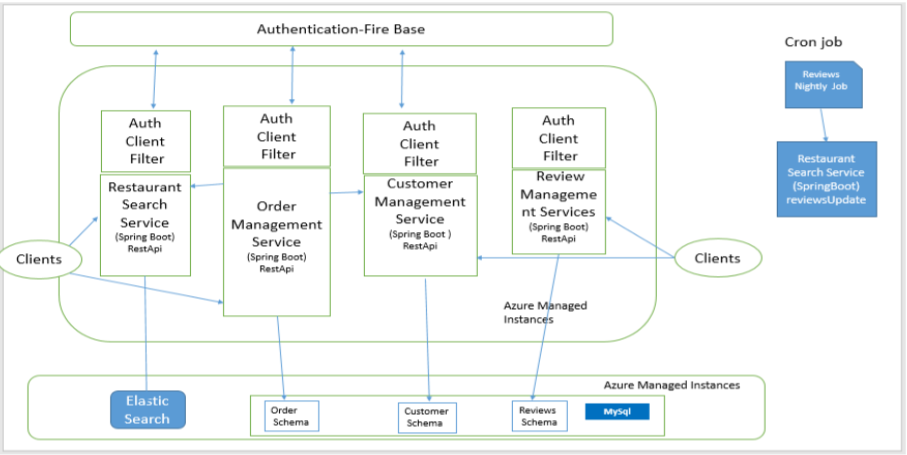 Authentication-Fire Base
Cron job
Reviews
Nightly Job
Restaurant
Search Service
(SpringBoot)
reviewsUpdate
Auth
Client
Filter
Restaurant
Search
Service
(Spring Boot)
RestApi
Auth
Client
Filter
Order
Management
Service
(Spring Boot)
RestApi
Auth
Client
Filter
Customer
Management
Service
(Spring Boot )
RestApi
Auth
Client
Filter
Review
Manageme
nt Services
(Spring Boot)
RestApi
Clients
Clients
Azure Managed
Instances
Azure Managed Instances
Elastic
Search
Order
Schema
Customer
Schema
Reviews
Schema
MySql